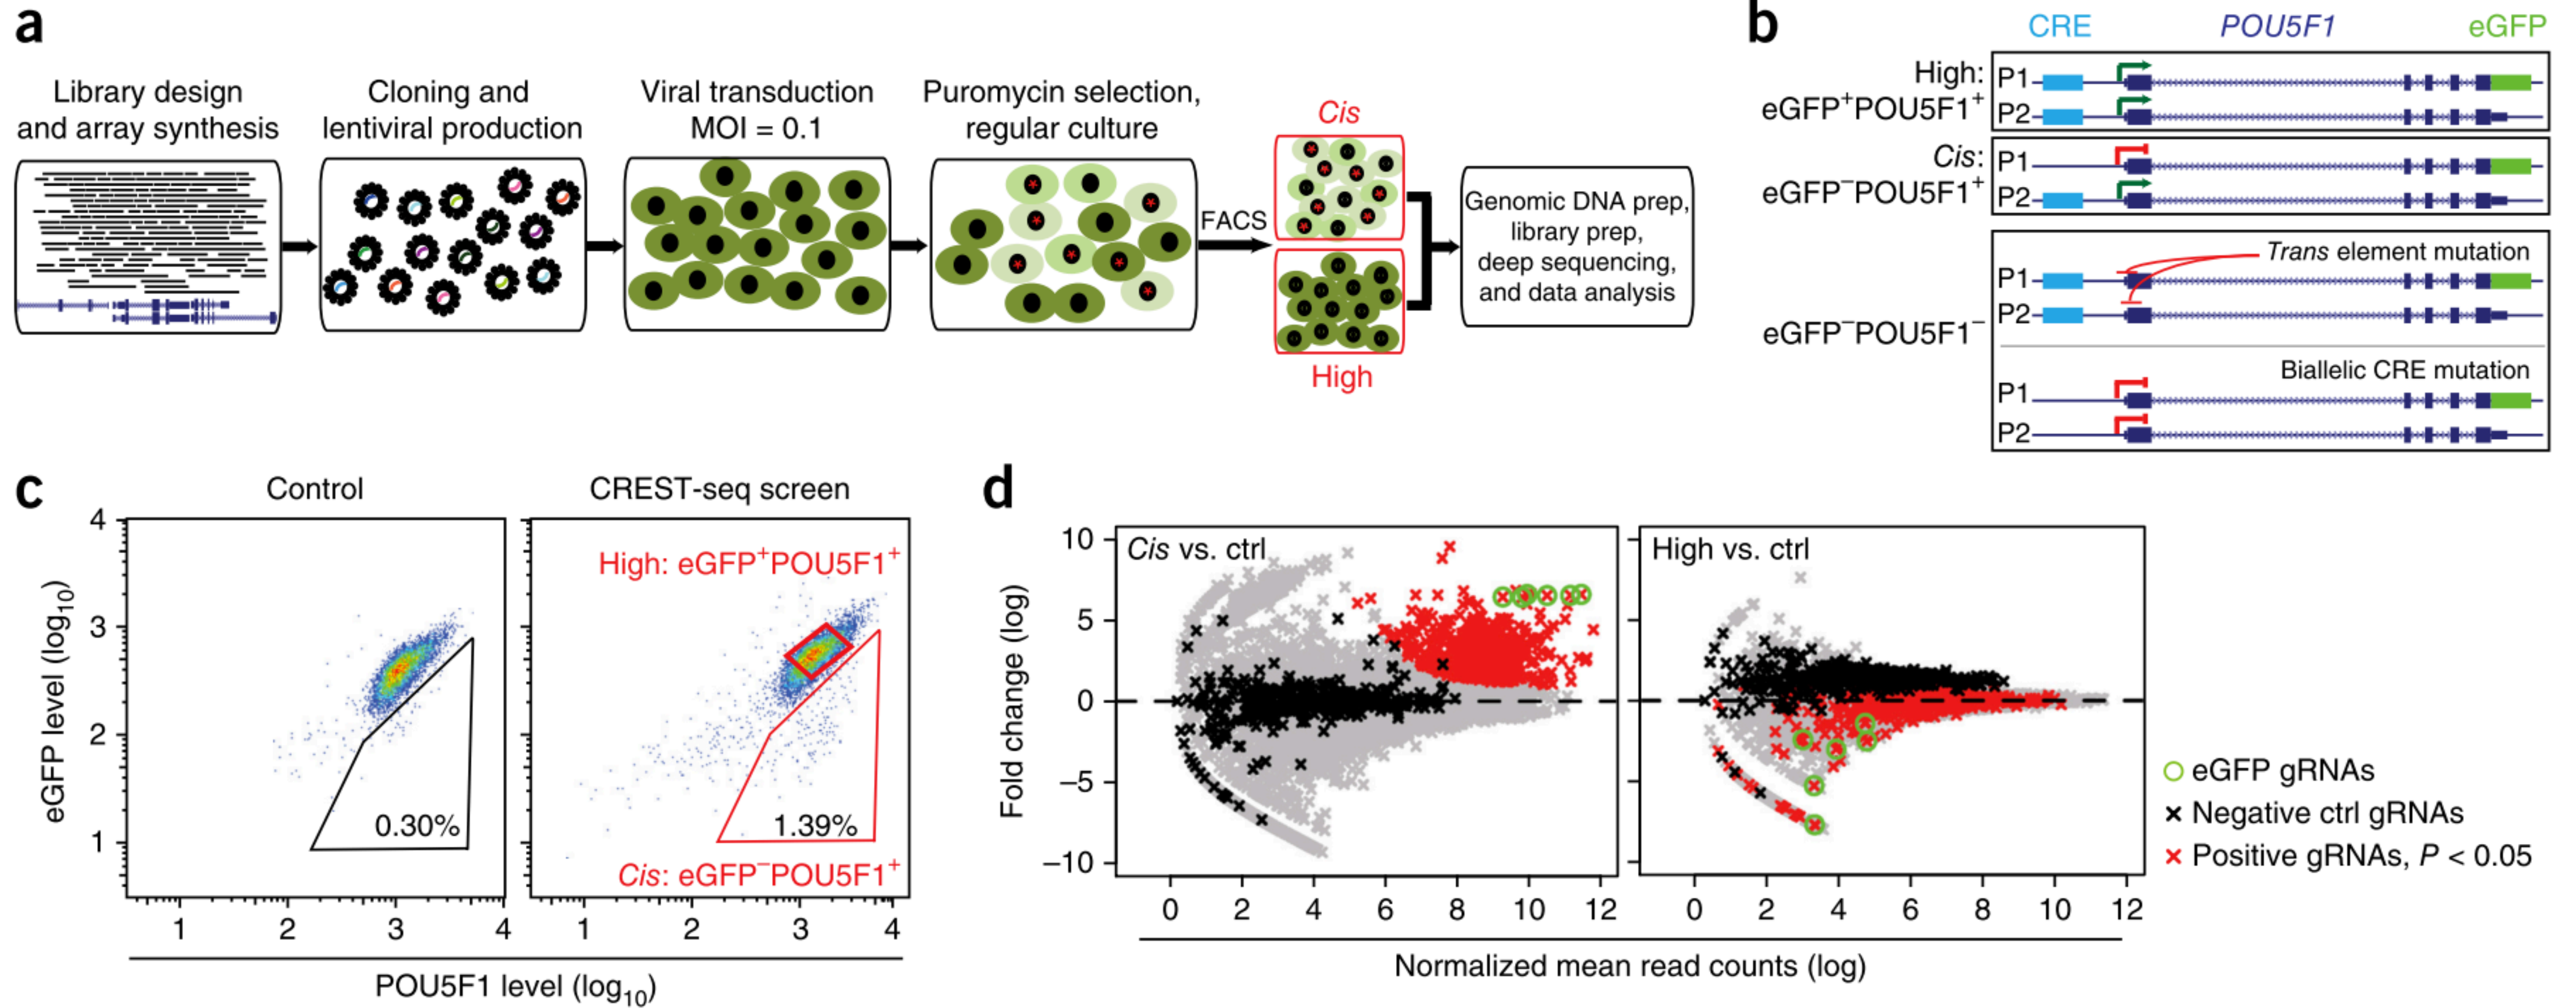 a
Library design
and array synthesis
Cloning and
lentiviral production
Viral transduction
MOI = 0.1
Puromycin selection,
regular culture
FACS
Cis
High
Genomic DNA prep,
library prep,
deep sequencing,
and data analysis
b
CRE
POU5F1
eGFP
High:
eGFP⁺POU5F1⁺
P1
P2
Cis:
eGFP⁻POU5F1⁺
P1
P2
eGFP⁻POU5F1⁻
Trans element mutation
P1
P2
Biallelic CRE mutation
P1
P2
c
Control
CREST-seq screen
eGFP level (log₁₀)
4
3
2
1
0.30%
High: eGFP⁺POU5F1⁺
1.39%
Cis: eGFP⁻POU5F1⁺
1 2 3 4
1 2 3 4
POU5F1 level (log₁₀)
d
Cis vs. ctrl
High vs. ctrl
Fold change (log)
10
5
0
−5
−10
0 2 4 6 8 10 12
0 2 4 6 8 10 12
Normalized mean read counts (log)
eGFP gRNAs
Negative ctrl gRNAs
Positive gRNAs, P < 0.05